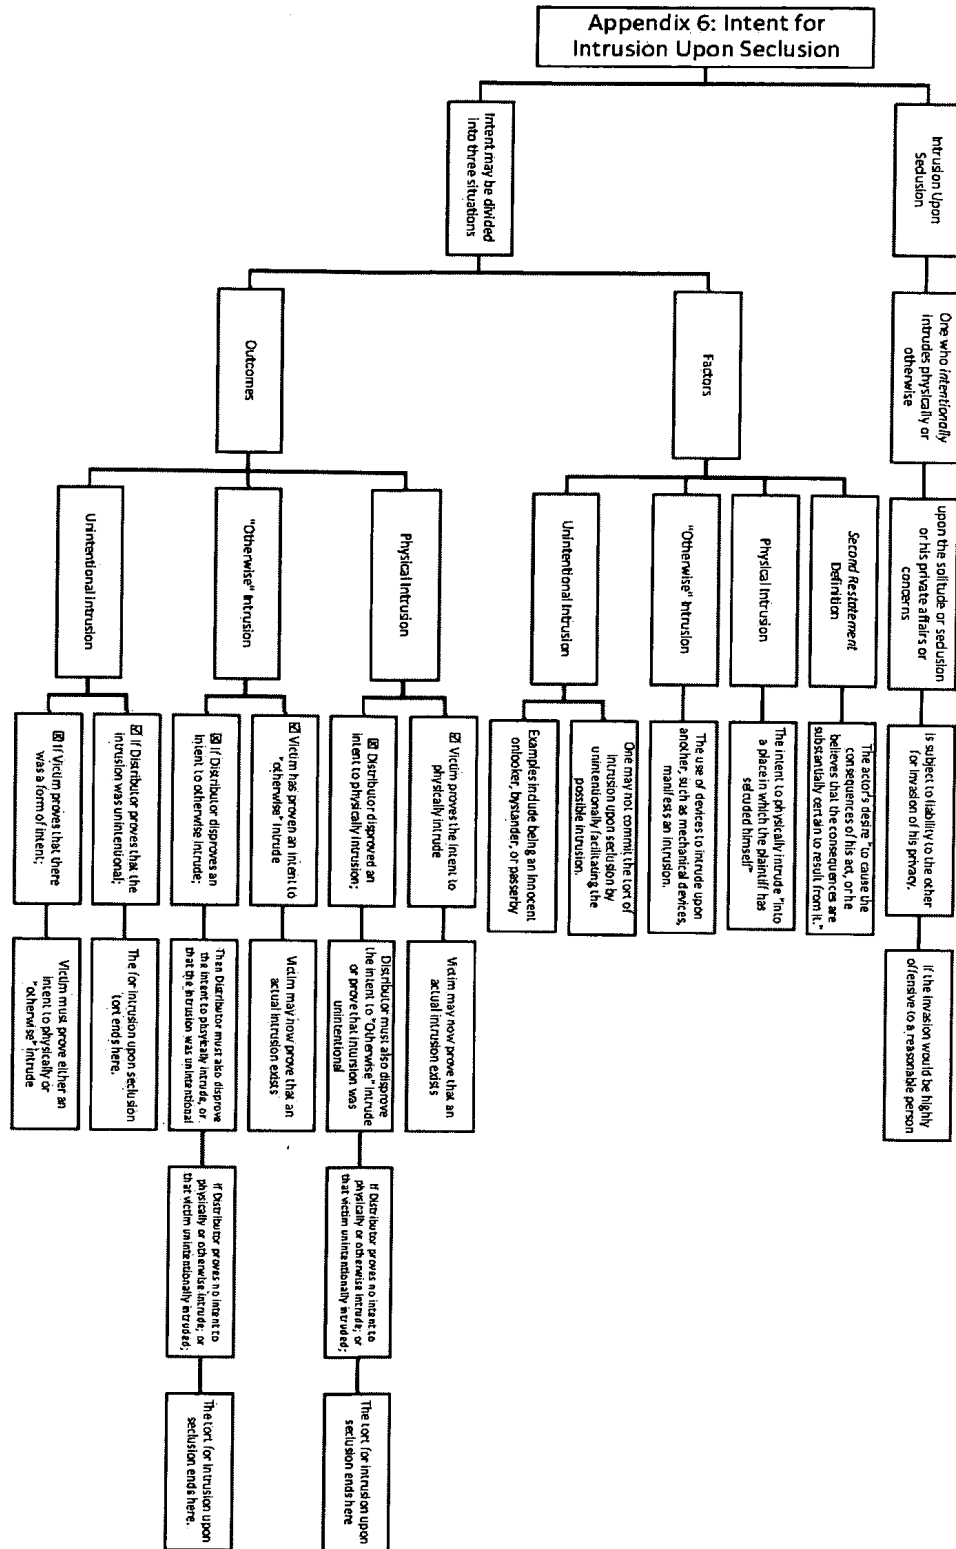 Appendix 6: Intent for
Intrusion Upon Seclusion
Intrusion Upon
Seclusion
One who intentionally
intrudes physically or
otherwise
upon the solitude or seclusion
or his private affairs or
concerns
is subject to liability to the other
for invasion of his privacy,
if the invasion would be highly
offensive to a reasonable person
Intent may be divided
into three situations
Factors
Second Restatement
Definition
The actor's desire "to cause the
consequences of his act, or he
believes that the consequences are
substantially certain to result from it."
Physical Intrusion
The intent to physically intrude "into
a place in which the plaintiff has
secluded himself"
"Otherwise" Intrusion
The use of devices to intrude upon
another, such as mechanical devices,
manifests an intrusion.
Unintentional Intrusion
One may not commit the tort of
intrusion upon seclusion by
unintentionally facilitating the
possible intrusion.
Examples include being an innocent
onlooker, bystander, or passerby
Outcomes
Physical Intrusion
☑ Victim proves the intent to
physically intrude
Victim may now prove that an
actual intrusion exists
☒ Distributor disproved an
intent to physically intrusion;
Distributor must also disprove
the intent to "Otherwise" intrude
or prove that intursion was
unintentional
If Distributor proves no intent to
physically or otherwise intrude; or
that victim unintentionally intruded;
The tort for intrusion upon
seclusion ends here
"Otherwise" Intrusion
☑ Victim has proven an intent to
"otherwise" intrude
Victim may now prove that an
actual intrusion exists
☒ If Distributor disproves an
intent to otherwise intrude;
Then Distributor must also disprove
the intent to physically intrude, or
that the intrusion was unintentional
If Distributor proves no intent to
physically or otherwise intrude; or
that victim unintentionally intruded;
The tort for intrusion upon
seclusion ends here.
Unintentional intrusion
☑ If Distributor proves that the
intrusion was unintentional;
The for intrusion upon seclusion
tort ends here.
☒ If Victim proves that there
was a form of intent;
Victim must prove either an
intent to physically or
"otherwise" intrude